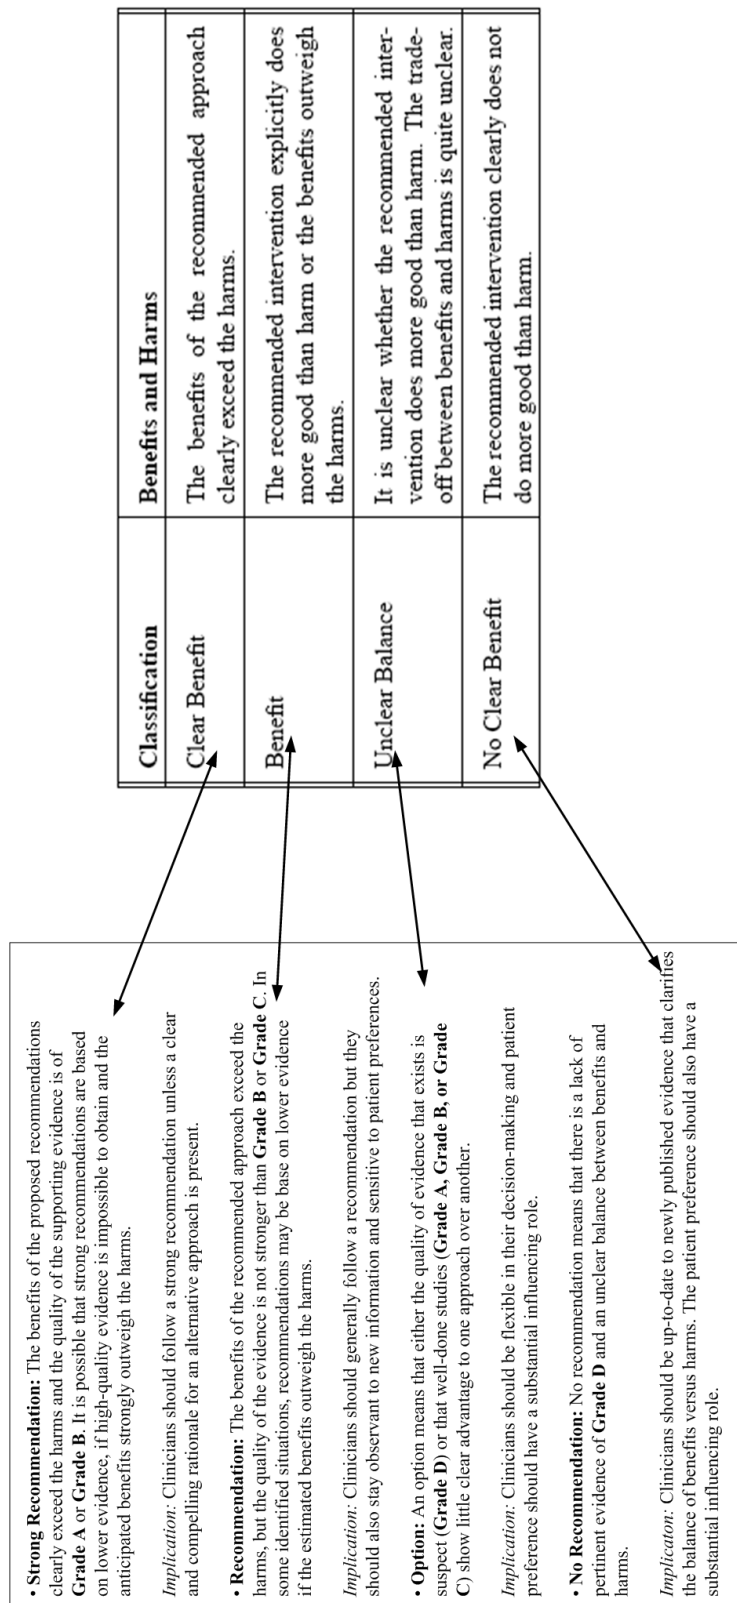 • Strong Recommendation: The benefits of the proposed recommendations
clearly exceed the harms and the quality of the supporting evidence is of
Grade A or Grade B. It is possible that strong recommendations are based
on lower evidence, if high-quality evidence is impossible to obtain and the
anticipated benefits strongly outweigh the harms.
Implication: Clinicians should follow a strong recommendation unless a clear
and compelling rationale for an alternative approach is present.
• Recommendation: The benefits of the recommended approach exceed the
harms, but the quality of the evidence is not stronger than Grade B or Grade C. In
some identified situations, recommendations may be base on lower evidence
if the estimated benefits outweigh the harms.
Implication: Clinicians should generally follow a recommendation but they
should also stay observant to new information and sensitive to patient preferences.
• Option: An option means that either the quality of evidence that exists is
suspect (Grade D) or that well-done studies (Grade A, Grade B, or Grade
C) show little clear advantage to one approach over another.
Implication: Clinicians should be flexible in their decision-making and patient
preference should have a substantial influencing role.
• No Recommendation: No recommendation means that there is a lack of
pertinent evidence of Grade D and an unclear balance between benefits and
harms.
Implicaton: Clinicians should be up-to-date to newly published evidence that clarifies
the balance of benefits versus harms. The patient preference should also have a
substantial influencing role.
Classification Benefits and Harms
Clear Benefit The benefits of the recommended approach
clearly exceed the harms.
Benefit The recommended intervention explicitly does
more good than harm or the benefits outweigh
the harms.
Unclear Balance It is unclear whether the recommended inter-
vention does more good than harm. The trade-
off between benefits and harms is quite unclear.
No Clear Benefit The recommended intervention clearly does not
do more good than harm.